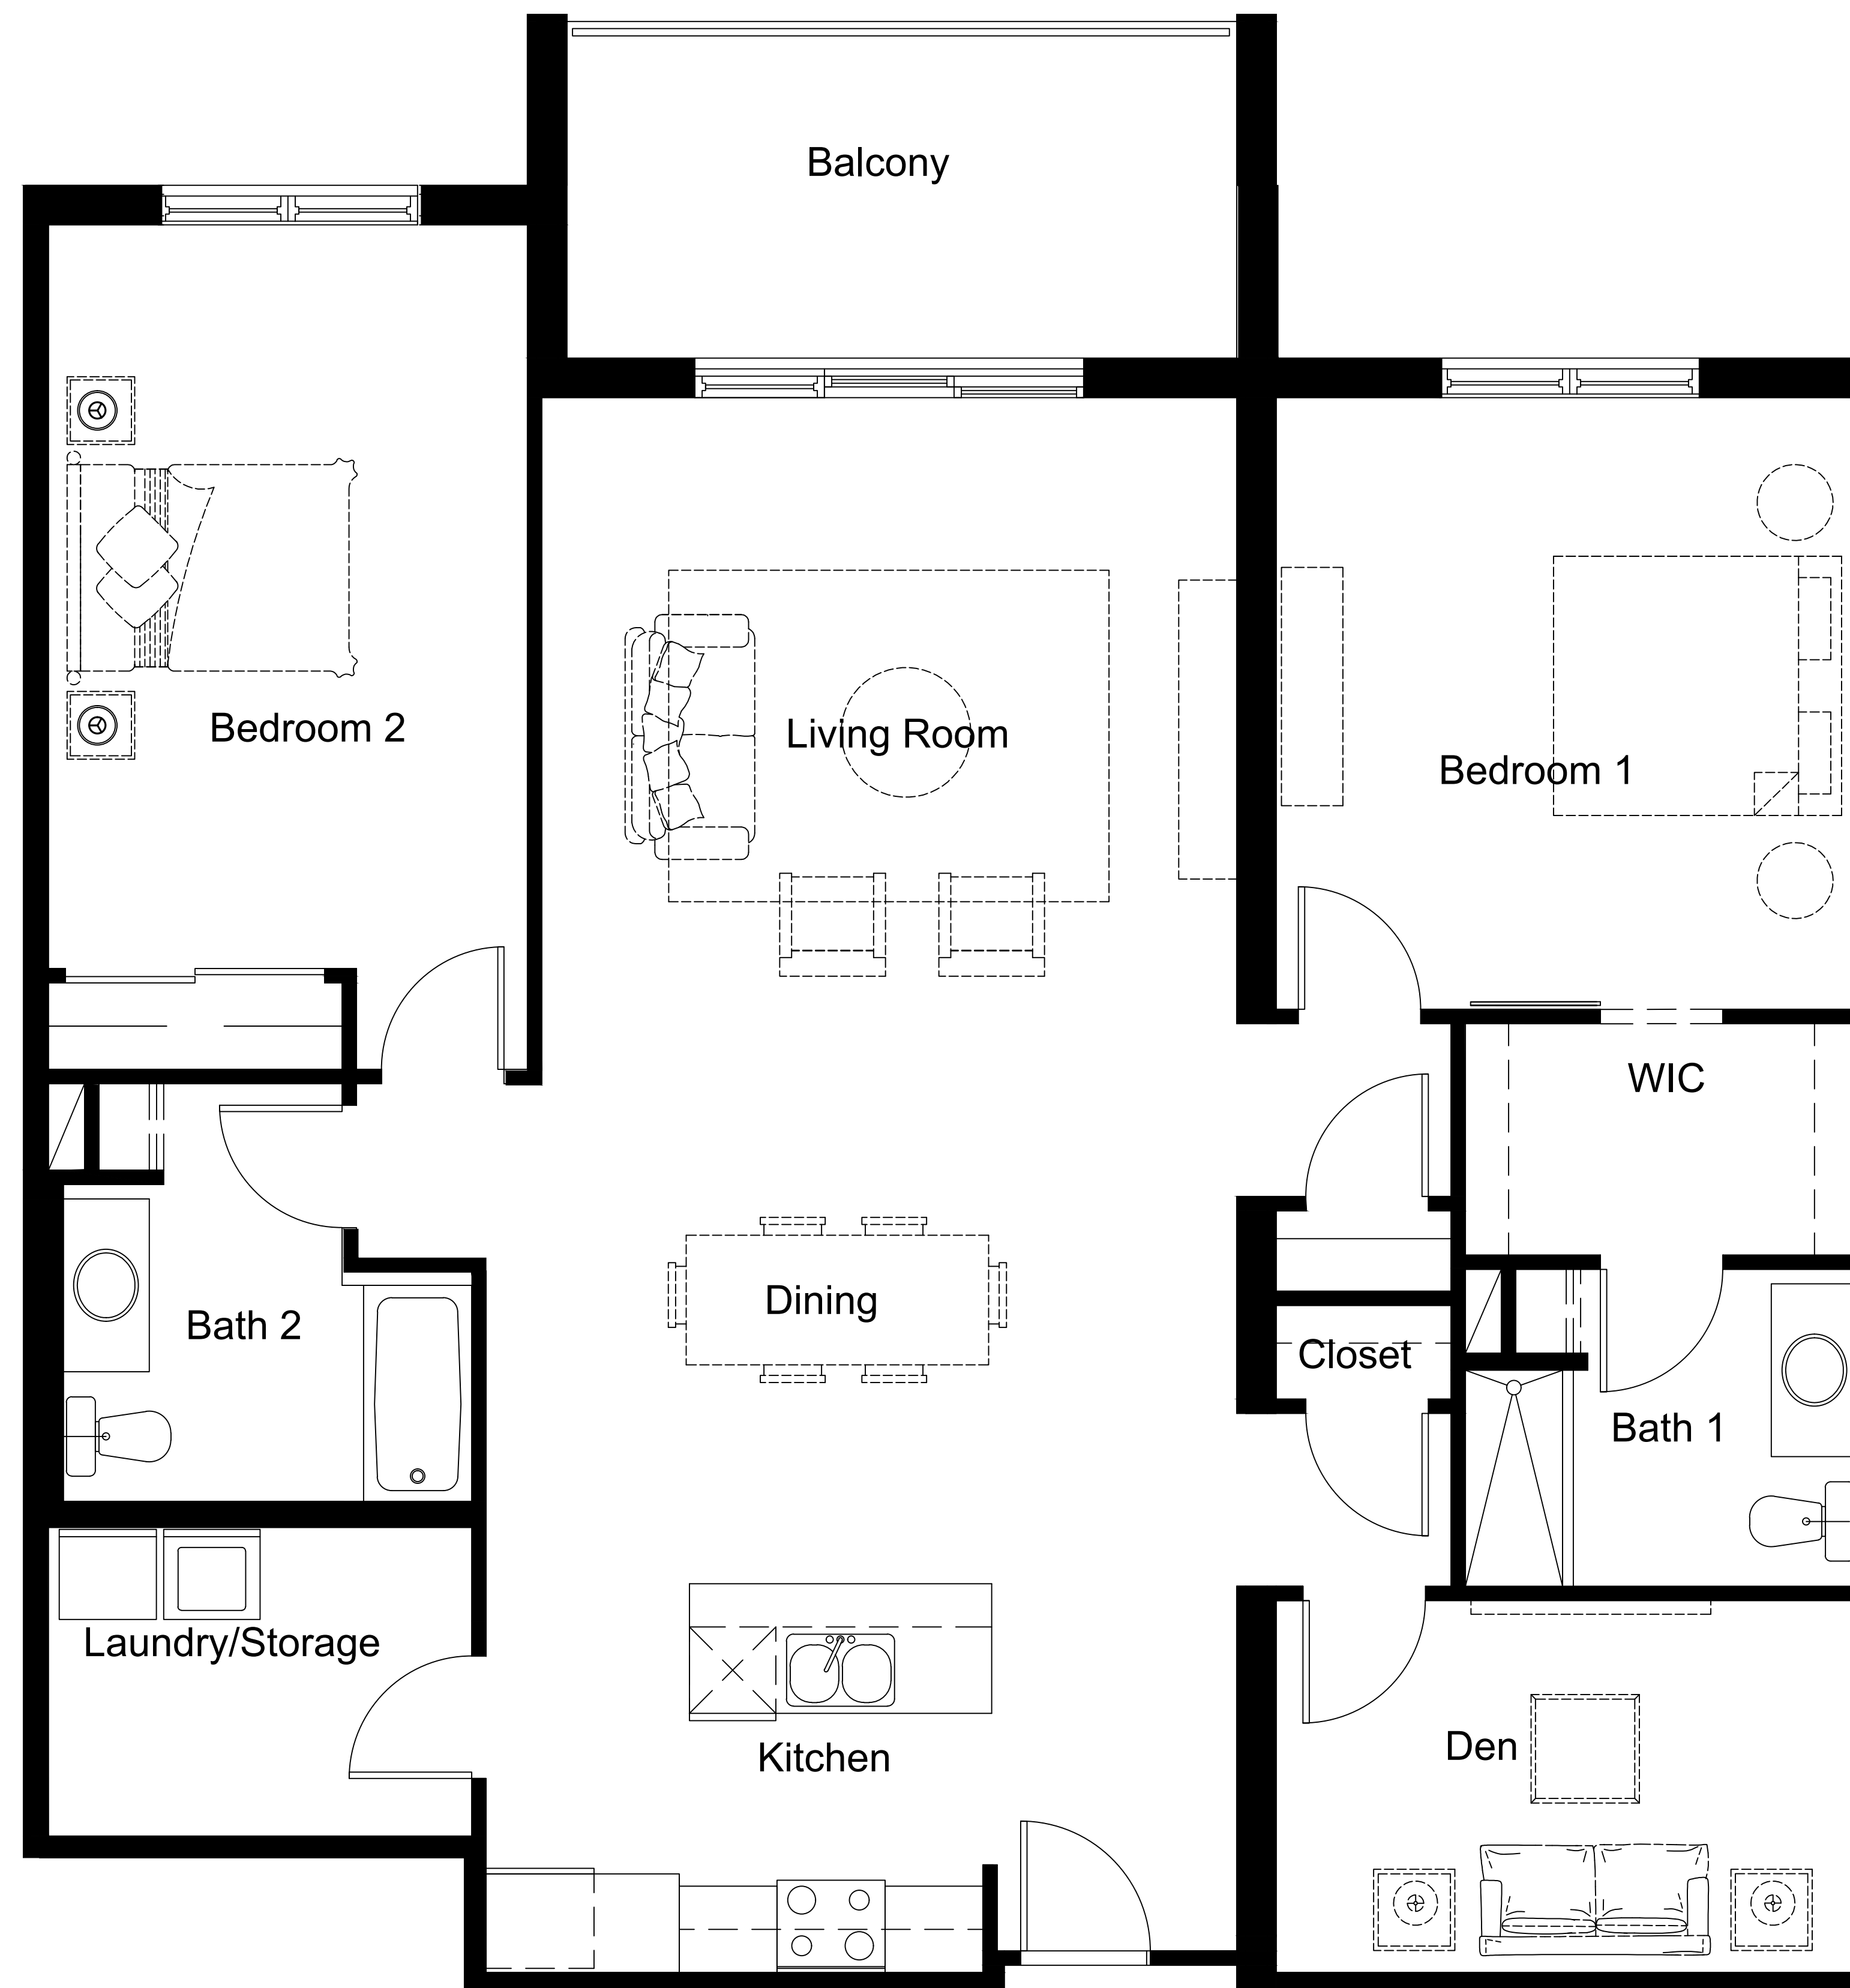 Balcony
Bedroom 2
Living Room
Bedroom 1
WIC
Dining
Bath 2
Closet
Bath 1
Laundry/Storage
Kitchen
Den